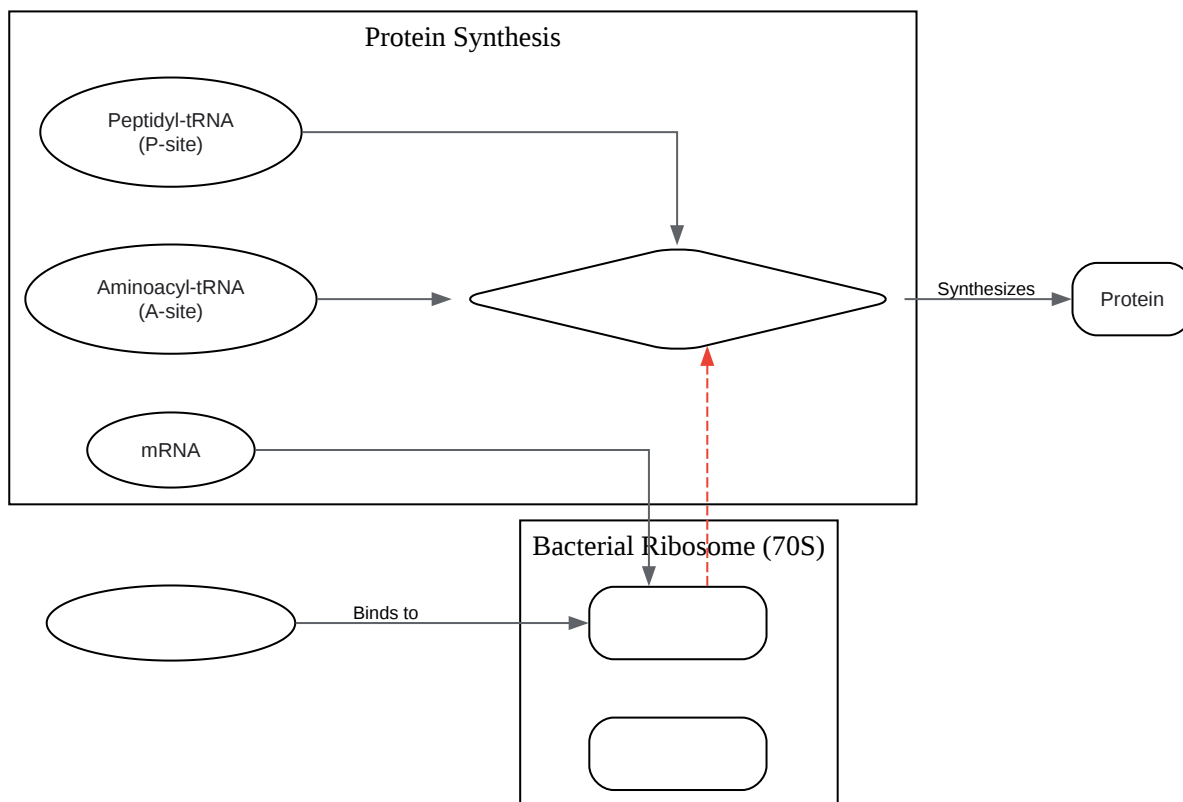 Protein Synthesis
Peptidyl-tRNA
(P-site)
Aminoacyl-tRNA
(A-site)
Synthesizes
Protein
mRNA
Bacterial Ribosome (70S)
Binds to